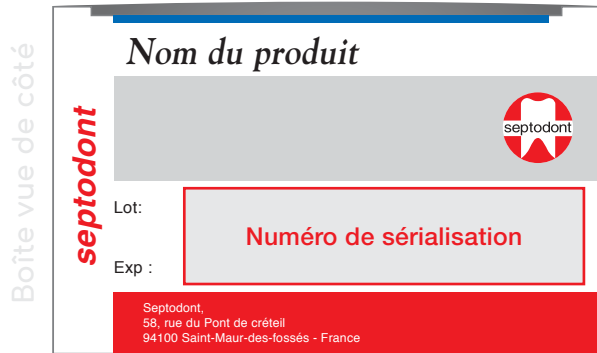 Boîte vue de côté
septodont
Nom du produit
septodont
Lot:
Numéro de sérialisation
Exp :
Septodont,
58, rue du Pont de créteil
94100 Saint-Maur-des-fossés - France